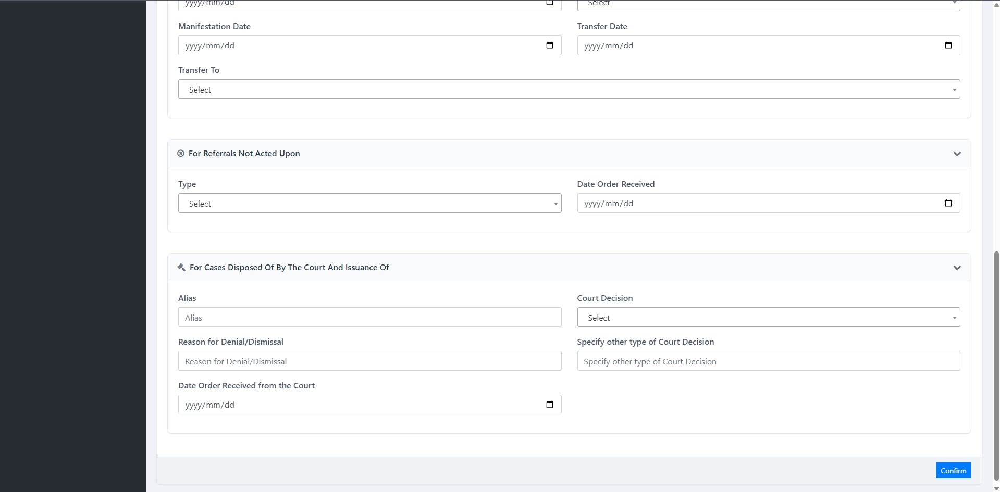 yyyy/mm/dd
Select
Manifestation Date
Transfer Date
yyyy/mm/dd
yyyy/mm/dd
Transfer To
Select
For Referrals Not Acted Upon
Type
Date Order Received
Select
yyyy/mm/dd
For Cases Disposed Of By The Court And Issuance Of
Alias
Court Decision
Alias
Select
Reason for Denial/Dismissal
Specify other type of Court Decision
Reason for Denial/Dismissal
Specify other type of Court Decision
Date Order Received from the Court
yyyy/mm/dd
Confirm